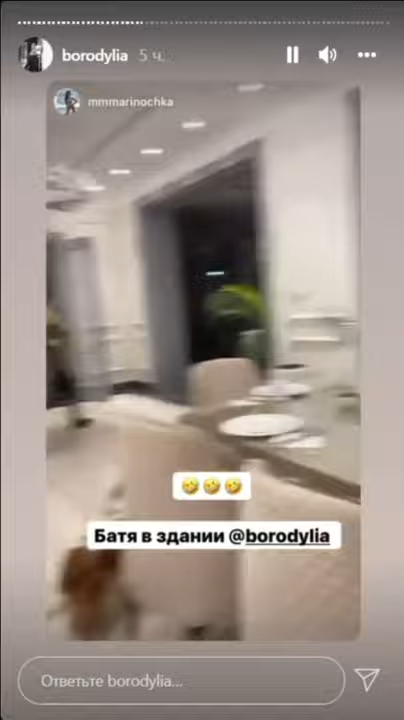 borodylia 5 ч.
mmmarinochka
🤣🤣🤣
Батя в здании @borodylia
Ответьте borodylia...